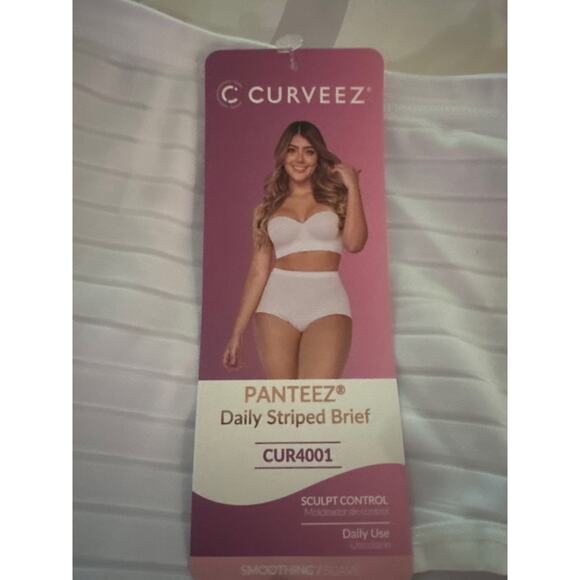 CURVEEZ®
PANTEEZ®
Daily Striped Brief
CUR4001
SCULPT CONTROL
Moldeador de control
Daily Use
Uso diario
SMOOTHING / SUAVE